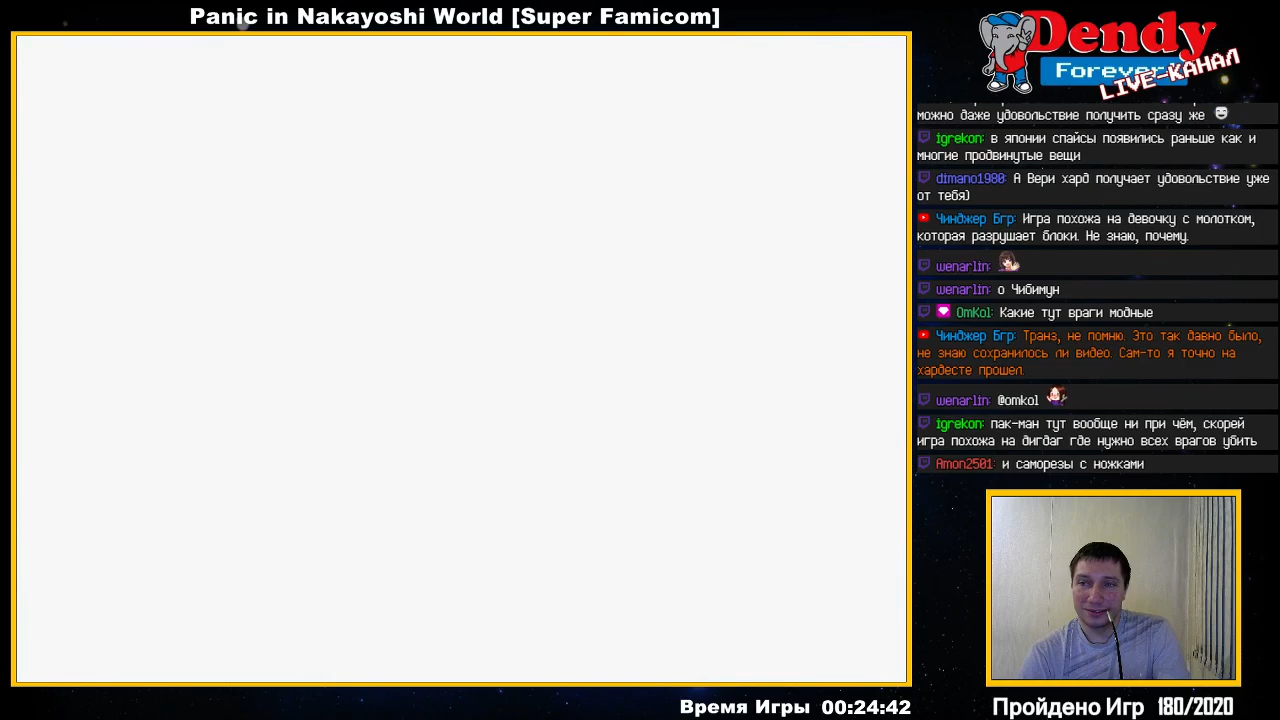 Panic in Nakayoshi World [Super Famicom]
Dendy
Forever!
LIVE-КАНАЛ
можно даже удовольствие получить сразу же
igrekon: в японии спайсы появились раньше как и
многие продвинутые вещи
dimano1980: А Вери хард получает удовольствие уже
от тебя)
Чинджер Бгр: Игра похожа на девочку с молотком,
которая разрушает блоки. Не знаю, почему.
wenarlin:
wenarlin: о Чибимун
OmKol: Какие тут враги модные
Чинджер Бгр: Транз, не помню. Это так давно было,
не знаю сохранилось ли видео. Сам-то я точно на
хардесте прошел.
wenarlin: @omkol
igrekon: пак-ман тут вообще ни при чём, скорей
игра похожа на дигдаг где нужно всех врагов убить
Amon2501: и саморезы с ножками
Время Игры 00:24:42
Пройдено Игр 180/2020